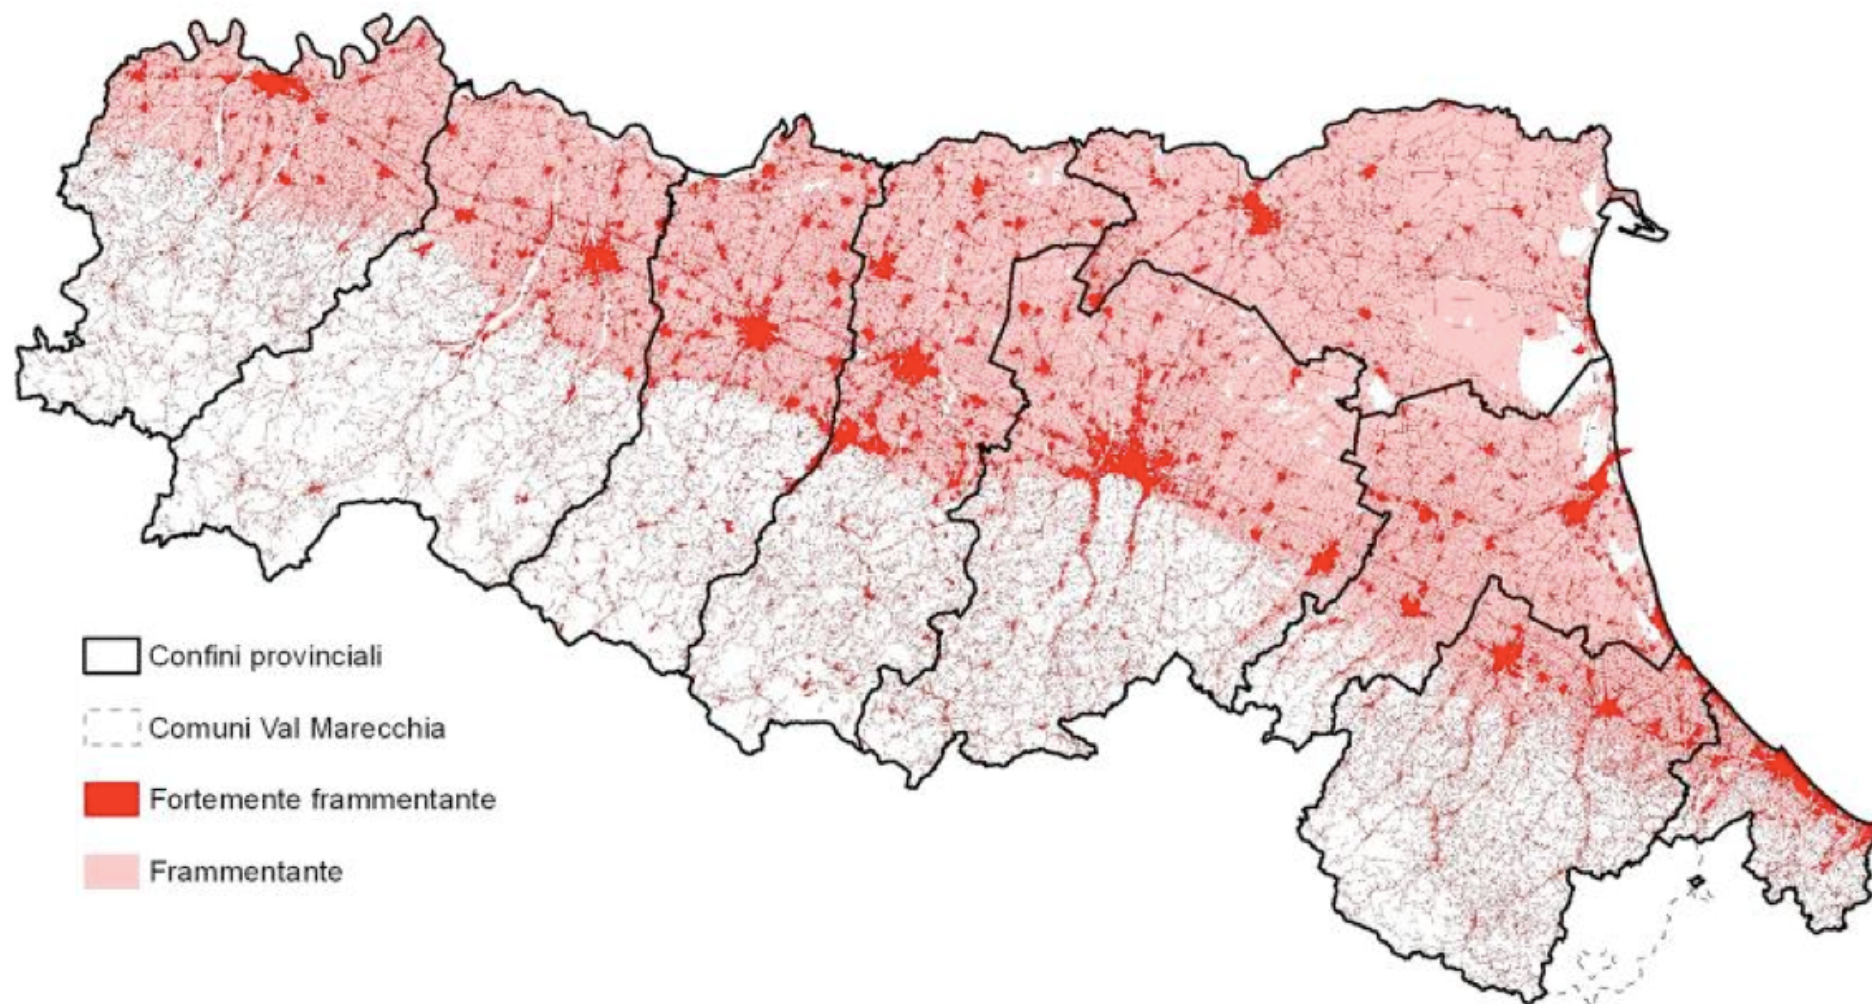 Confini provinciali
Comuni Val Marecchia
Fortemente frammentante
Frammentante